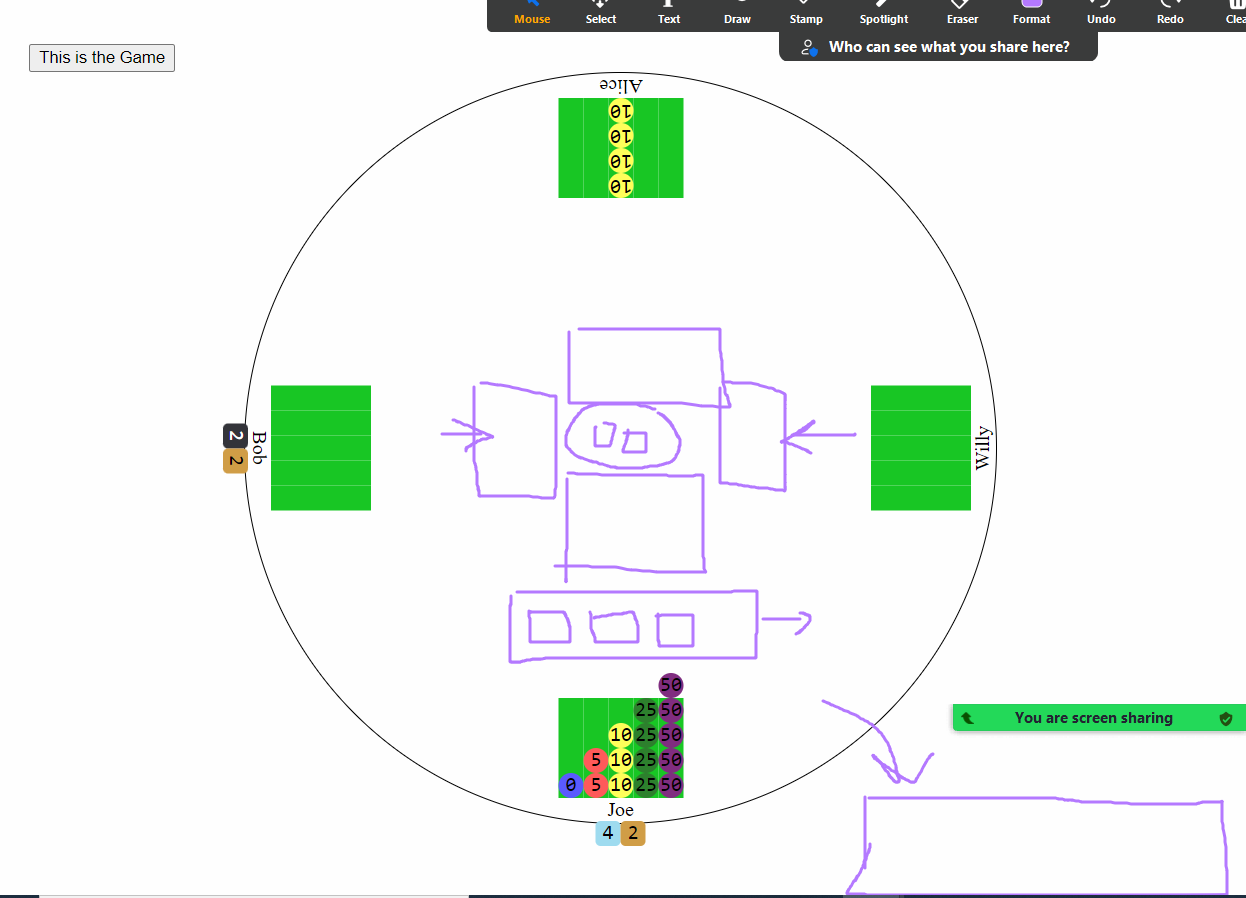 Mouse Select Text Draw Stamp Spotlight Eraser Format Undo Redo
Who can see what you share here?
This is the Game
Alice
10
10
10
10
2
2
Bob
Willy
50
25 50
10 25 50
5 10 25 50
0 5 10 25 50
Joe
4 2
You are screen sharing